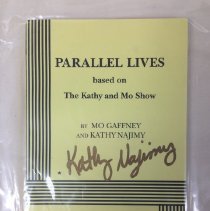 PARALLEL LIVES
based on
The Kathy and Mo Show
BY MO GAFFNEY
AND KATHY NAJIMY
Kathy Najimy